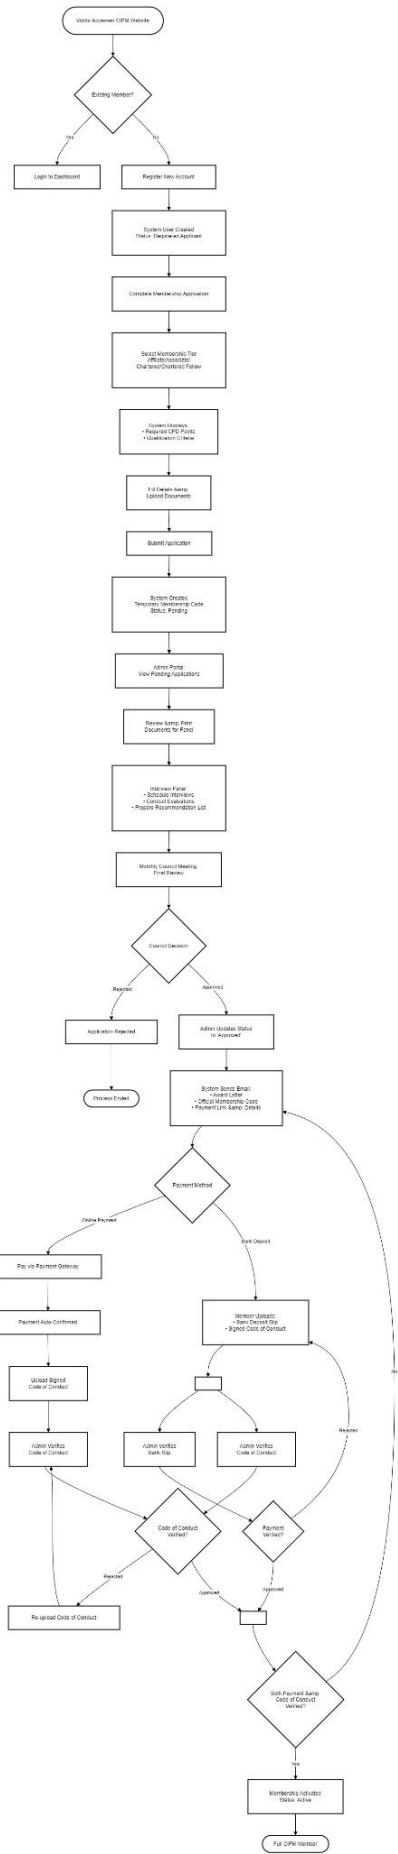 Visitor Accesses CIPM Website
Existing Member?
Yes
No
Login to Dashboard
Register New Account
System User Created
Status: Registered Applicant
Complete Membership Application
Select Membership Tier
Affiliate/Associate/
Chartered/Chartered Fellow
System Displays
• Required CPD Points
• Qualification Criteria
Fill Details &amp;
Upload Documents
Submit Application
System Creates
Temporary Membership Code
Status: Pending
Admin Portal:
View Pending Applications
Review &amp; Print
Documents for Panel
Interview Panel:
• Schedule Interviews
• Conduct Evaluations
• Prepare Recommendation List
Monthly Council Meeting
Final Review
Council Decision
Rejected
Approved
Application Rejected
Admin Updates Status
to 'Approved'
Process Ended
System Sends Email:
• Award Letter
• Official Membership Code
• Payment Link &amp; Details
Payment Method
Online Payment
Bank Deposit
Pay via Payment Gateway
Member Uploads:
• Bank Deposit Slip
• Signed Code of Conduct
Payment Auto-Confirmed
No
Upload Signed
Code of Conduct
Rejected
Admin Verifies
Code of Conduct
Admin Verifies
Bank Slip
Admin Verifies
Code of Conduct
Code of Conduct
Verified?
Payment
Verified?
Rejected
Approved
Approved
Re-upload Code of Conduct
Both Payment &amp;
Code of Conduct
Verified?
Yes
Membership Activated
Status: Active
Full CIPM Member